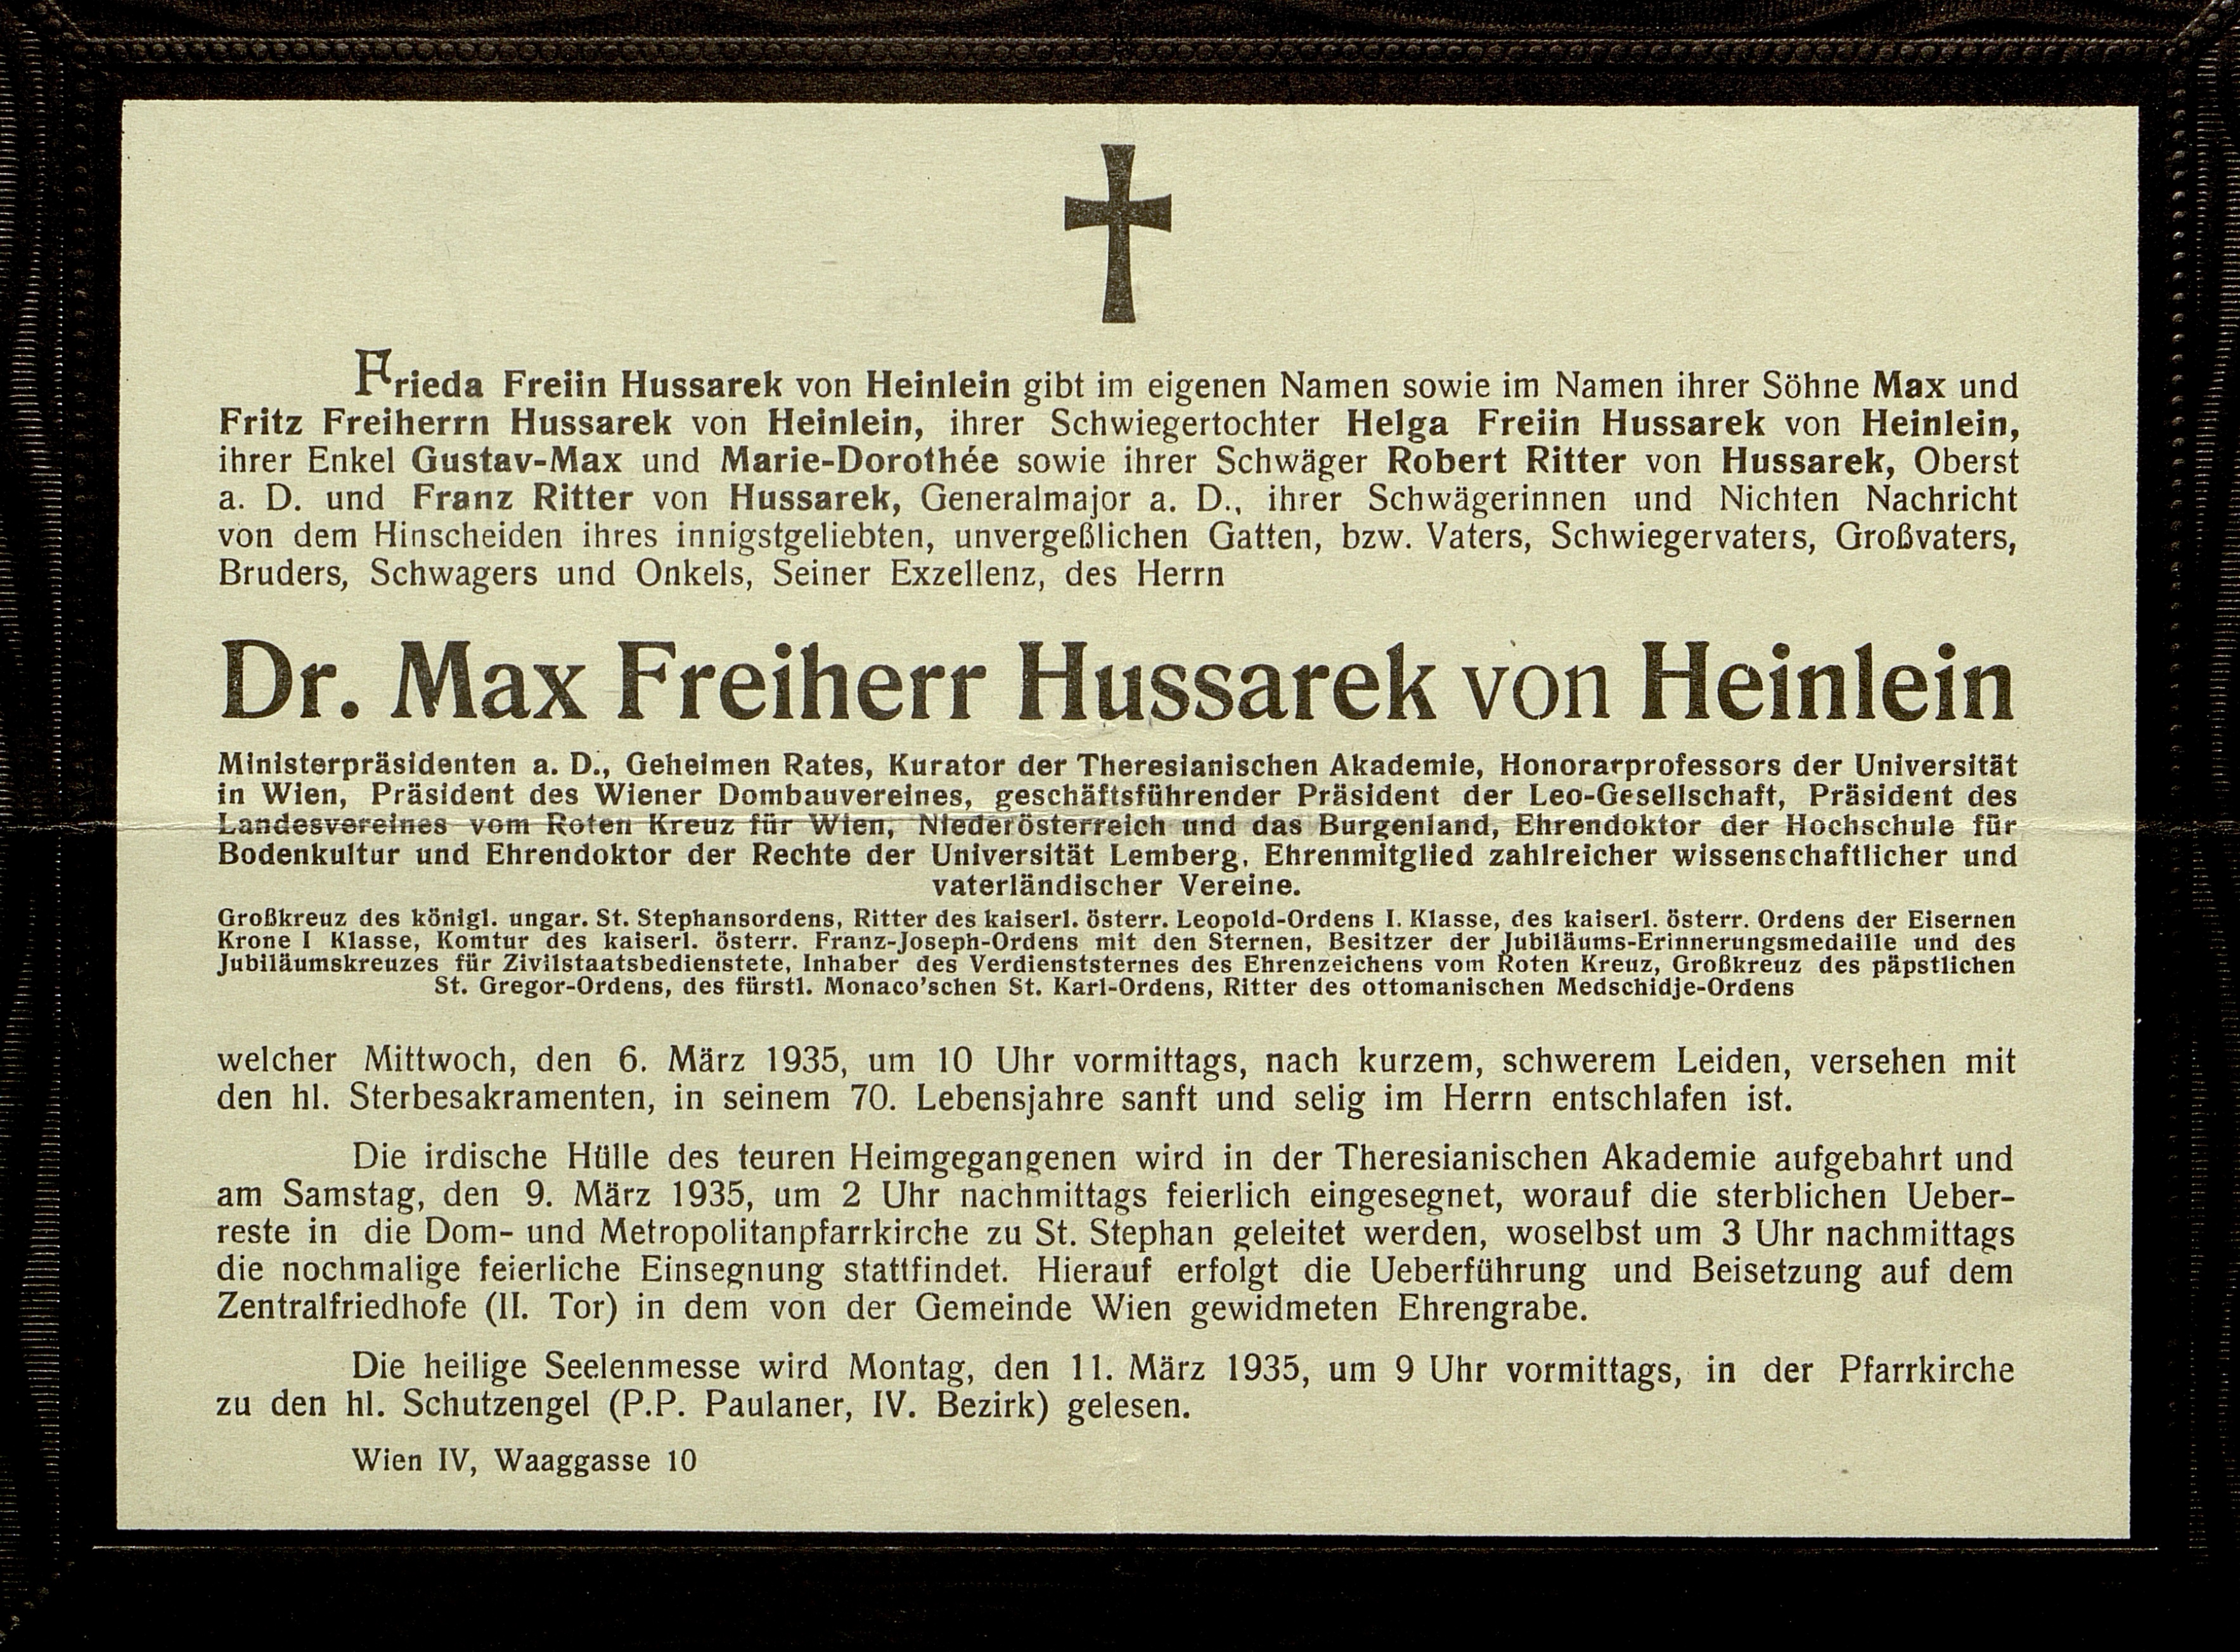 Frieda Freiin Hussarek von Heinlein gibt im eigenen Namen sowie im Namen ihrer Söhne Max und
Fritz Freiherrn Hussarek von Heinlein, ihrer Schwiegertochter Helga Freiin Hussarek von Heinlein,
ihrer Enkel Gustav-Max und Marie-Dorothée sowie ihrer Schwäger Robert Ritter von Hussarek, Oberst
a. D. und Franz Ritter von Hussarek, Generalmajor a. D., ihrer Schwägerinnen und Nichten Nachricht
von dem Hinscheiden ihres innigstgeliebten, unvergeßlichen Gatten, bzw. Vaters, Schwiegervaters, Großvaters,
Bruders, Schwagers und Onkels, Seiner Exzellenz, des Herrn
Dr. Max Freiherr Hussarek von Heinlein
Ministerpräsidenten a. D., Geheimen Rates, Kurator der Theresianischen Akademie, Honorarprofessors der Universität
in Wien, Präsident des Wiener Dombauvereines, geschäftsführender Präsident der Leo-Gesellschaft, Präsident des
Landesvereines vom Roten Kreuz für Wien, Niederösterreich und das Burgenland, Ehrendoktor der Hochschule für
Bodenkultur und Ehrendoktor der Rechte der Universität Lemberg, Ehrenmitglied zahlreicher wissenschaftlicher und
vaterländischer Vereine.
Großkreuz des königl. ungar. St. Stephansordens, Ritter des kaiserl. österr. Leopold-Ordens I. Klasse, des kaiserl. österr. Ordens der Eisernen
Krone I Klasse, Komtur des kaiserl. österr. Franz-Joseph-Ordens mit den Sternen, Besitzer der Jubiläums-Erinnerungsmedaille und des
Jubiläumskreuzes für Zivilstaatsbedienstete, Inhaber des Verdienststernes des Ehrenzeichens vom Roten Kreuz, Großkreuz des päpstlichen
St. Gregor-Ordens, des fürstl. Monaco'schen St. Karl-Ordens, Ritter des ottomanischen Medschidje-Ordens
welcher Mittwoch, den 6. März 1935, um 10 Uhr vormittags, nach kurzem, schwerem Leiden, versehen mit
den hl. Sterbesakramenten, in seinem 70. Lebensjahre sanft und selig im Herrn entschlafen ist.
Die irdische Hülle des teuren Heimgegangenen wird in der Theresianischen Akademie aufgebahrt und
am Samstag, den 9. März 1935, um 2 Uhr nachmittags feierlich eingesegnet, worauf die sterblichen Ueber-
reste in die Dom- und Metropolitanpfarrkirche zu St. Stephan geleitet werden, woselbst um 3 Uhr nachmittags
die nochmalige feierliche Einsegnung stattfindet. Hierauf erfolgt die Ueberführung und Beisetzung auf dem
Zentralfriedhofe (II. Tor) in dem von der Gemeinde Wien gewidmeten Ehrengrabe.
Die heilige Seelenmesse wird Montag, den 11. März 1935, um 9 Uhr vormittags, in der Pfarrkirche
zu den hl. Schutzengel (P.P. Paulaner, IV. Bezirk) gelesen.
Wien IV, Waaggasse 10